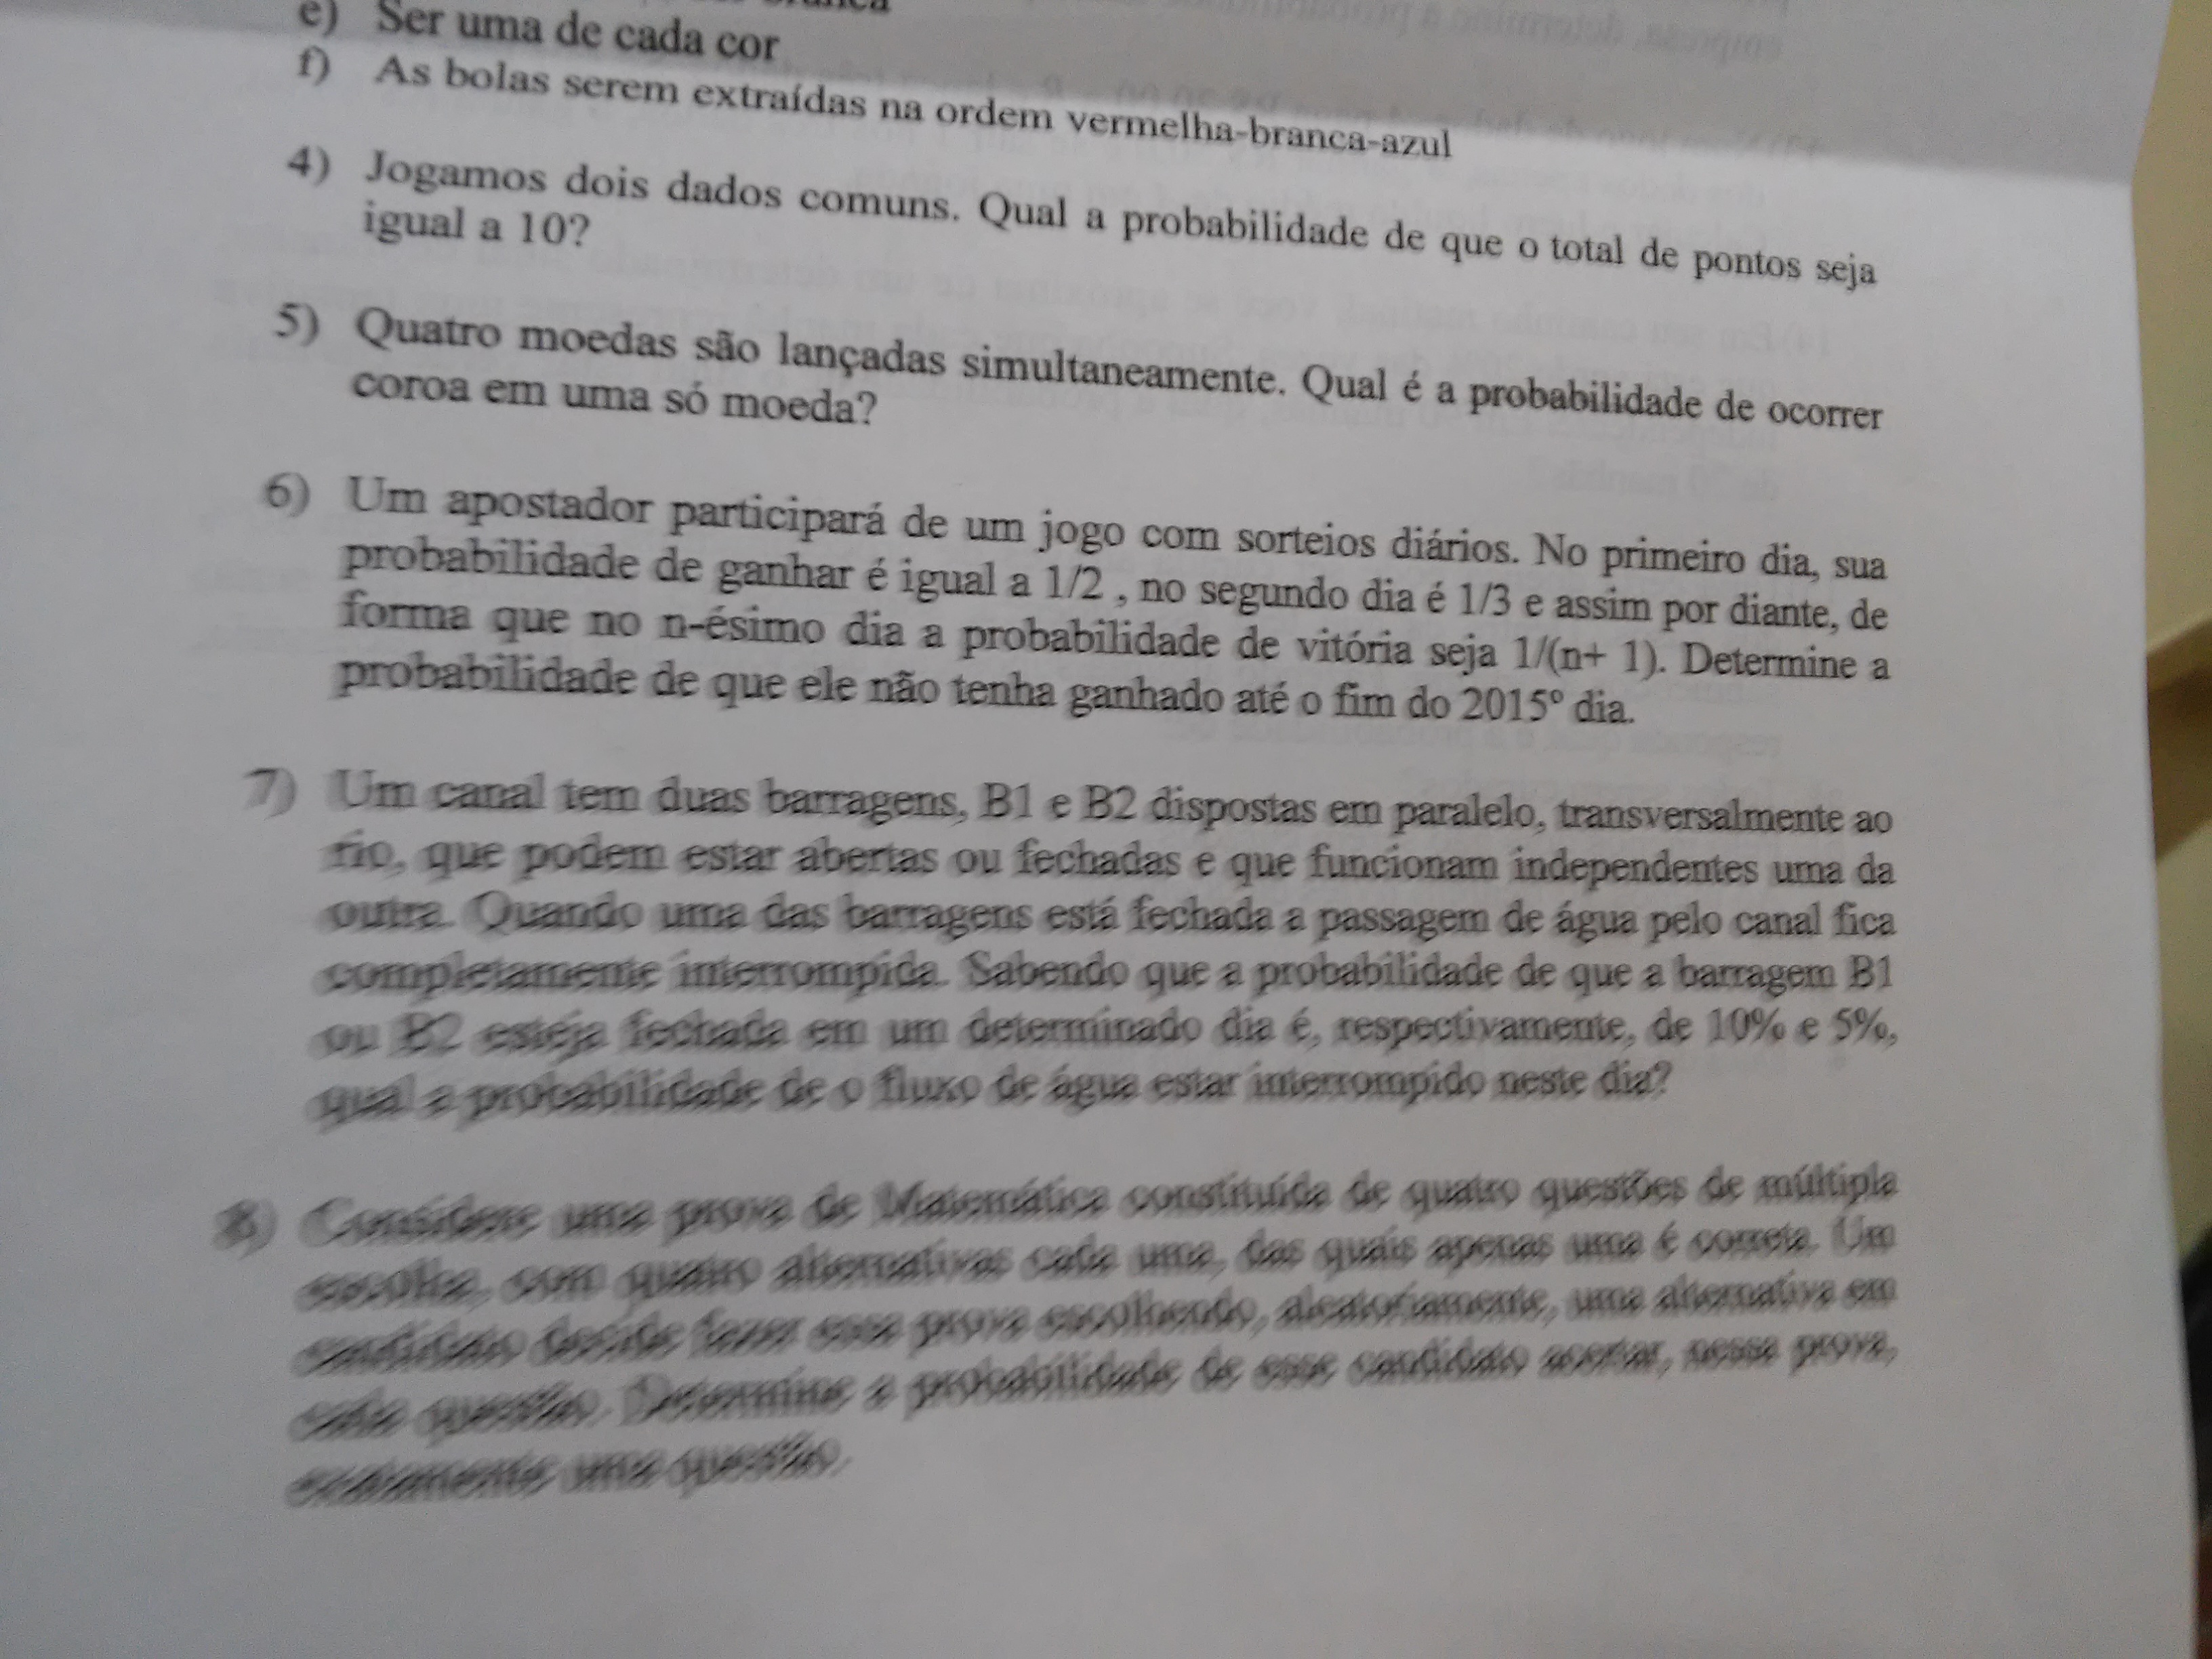 e) Ser uma de cada cor
f) As bolas serem extraídas na ordem vermelha-branca-azul
4) Jogamos dois dados comuns. Qual a probabilidade de que o total de pontos seja
igual a 10?
5) Quatro moedas são lançadas simultaneamente. Qual é a probabilidade de ocorrer
coroa em uma só moeda?
6) Um apostador participará de um jogo com sorteios diários. No primeiro dia, sua
probabilidade de ganhar é igual a 1/2 , no segundo dia é 1/3 e assim por diante, de
forma que no n-ésimo dia a probabilidade de vitória seja 1/(n+ 1). Determine a
probabilidade de que ele não tenha ganhado até o fim do 2015º dia.
7) Um canal tem duas barragens, B1 e B2 dispostas em paralelo, transversalmente ao
rio, que podem estar abertas ou fechadas e que funcionam independentes uma da
outra. Quando uma das barragens está fechada a passagem de água pelo canal fica
completamente interrompida. Sabendo que a probabilidade de que a barragem B1
ou B2 esteja fechada em um determinado dia é, respectivamente, de 10% e 5%,
qual a probabilidade de o fluxo de água estar interrompido neste dia?
8) Considere uma prova de Matemática constituída de quatro questões de múltipla
escolha, com quatro alternativas cada uma, das quais apenas uma é correta. Um
candidato decide fazer essa prova escolhendo, aleatoriamente, uma alternativa em
cada questão. Determine a probabilidade de esse candidato acertar, nessa prova,
exatamente uma questão.